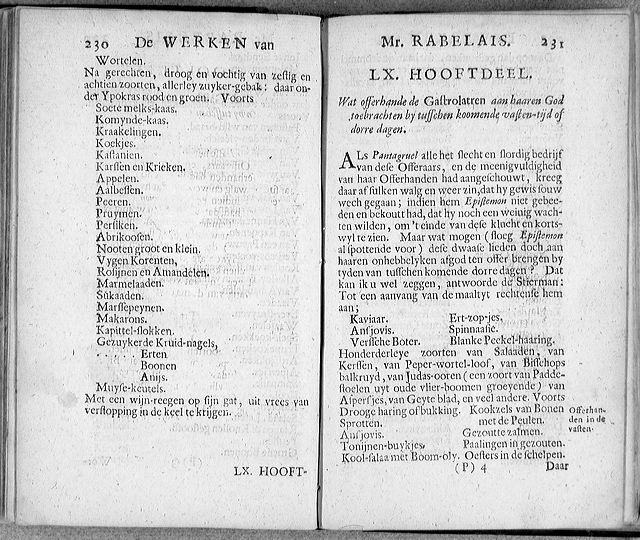 230 De WERKEN van
Wortelen.
Na gerechten, droog en vochtig van zestig en
achtien zoorten, allerley zuyker-gebak: daar on-
der Ypokras rood en groen. Voorts
Soete melks-kaas.
Komynde-kaas.
Kraakelingen.
Koekjes.
Kastanien.
Karssen en Krieken.
Appelen.
Aalbessen.
Peeren.
Pruymen.
Persiken.
Abrikoosen.
Nooten groot en klein.
Vygen Korenten,
Rosijnen en Amandelen.
Marmelaaden.
Sukaaden.
Marssepeynen.
Makarons.
Kapittel-stokken.
Gezuykerde Kruid-nagels,
Erten
Boonen
Anijs.
Muyse-keutels.
Met een wijn-reegen op sijn gat, uit vrees van
verstopping in de keel te krijgen.
LX. HOOFT-
Mr. RABELAIS. 231
LX. HOOFTDEEL.
Wat offerhande de Gastrolatren aan haaren God
toebrachten by tusschen koomende vasten-tijd of
dorre dagen.
ALs Pantagruel alle het slecht en slordig bedrijf
van dese Offeraars, en de meenigvuldigheid
van haar Offerhanden had aangeschouwt, kreeg
daar af sulken walg en weer zin, dat hy gewis souw
wech gegaan; indien hem Epistemon niet gebee-
den en bekoutt had, dat hy noch een weinig wach-
ten wilden, om 't einde van dese klucht en korts-
wyl te zien. Maar wat mogen (sloeg Epistemon
al spottende voor) dese dwaase lieden doch aan
haaren onhebbelyken afgod ten offer brengen by
tyden van tusschen komende dorre dagen? Dat
kan ik u wel zeggen, antwoorde de Stierman:
Tot een aanvang van de maaltyt rechtense hem
aan;
Kaviaar. Ert-zop-jes.
Ansjovis. Spinnaasie.
Versche Boter. Blanke Peekel-haaring.
Honderderleye zoorten van Salaaden, van
Kerssen, van Peper-wortel-loof, van Bisschops
balkruyd, van Judas-ooren (een zoort van Padde-
stoelen uyt oude vlier-boomen groeyende) van
Aspersjes, van Geyte blad, en veel andere. Voorts
Drooge haring of bukking. Kookzels van Bonen
Sprotten. met de Peulen.
Ansjovis. Gezoutte zalmen.
Tonijnen-buykjes. Paalingen in gezouten.
Kool-salaa met Boom-oly. Oesters in de schelpen.
Offerhan-
den in de
vasten.
(P) 4 Daar